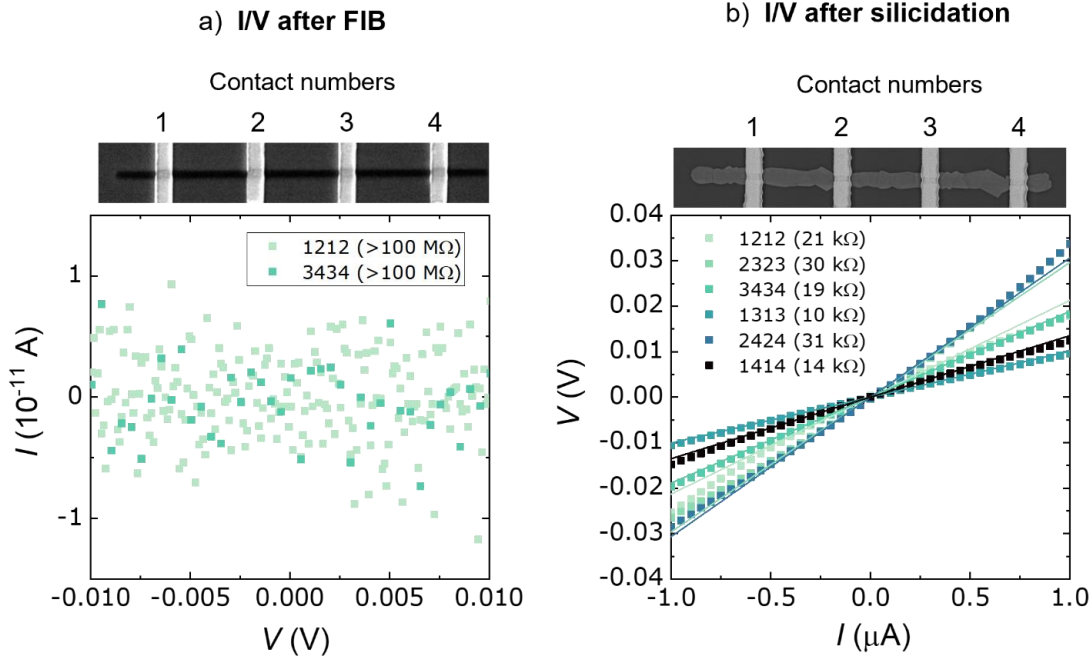 a) I/V after FIB
Contact numbers
1 2 3 4
1212 (>100 MΩ)
3434 (>100 MΩ)
1
0
-1
I (10⁻¹¹ A)
-0.010 -0.005 0.000 0.005 0.010
V (V)
b) I/V after silicidation
Contact numbers
1 2 3 4
0.04
0.03
0.02
0.01
0.00
-0.01
-0.02
-0.03
-0.04
V (V)
1212 (21 kΩ)
2323 (30 kΩ)
3434 (19 kΩ)
1313 (10 kΩ)
2424 (31 kΩ)
1414 (14 kΩ)
-1.0 -0.5 0.0 0.5 1.0
I (μA)